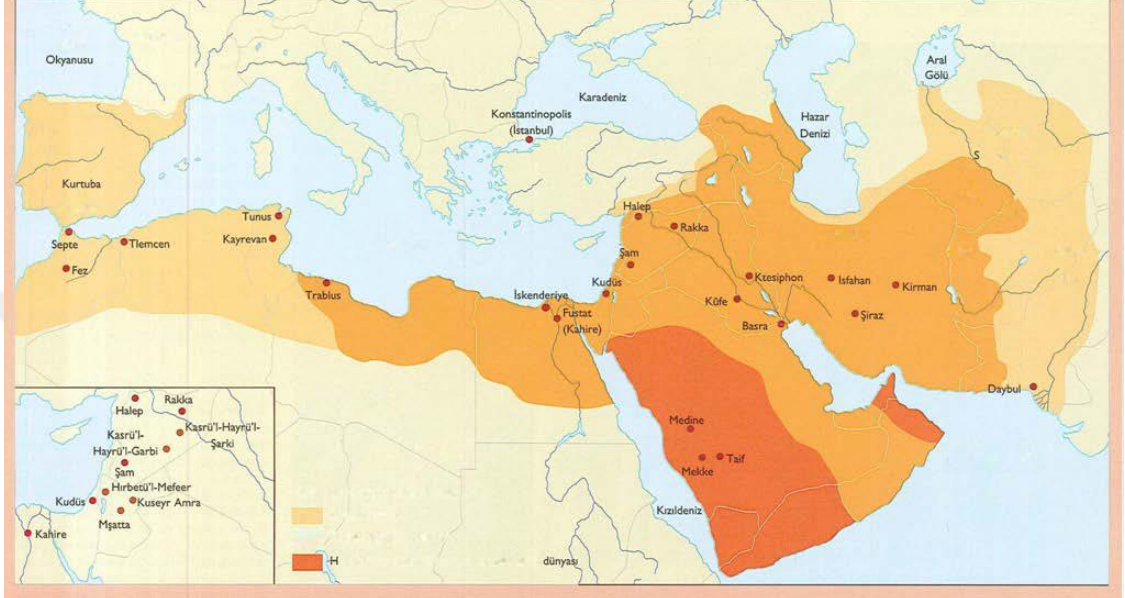 Okyanusu
Aral
Gölü
Karadeniz
Konstantinopolis
(İstanbul)
Hazar
Denizi
S
Kurtuba
Halep
Tunus
Rakka
Septe
Tlemcen
Kayrevan
Şam
Fez
Ktesiphon
Isfahan
Kirman
Kudüs
Trablus
İskenderiye
Fustat
(Kahire)
Küfe
Basra
Şiraz
Daybul
Medine
Mekke
Taif
Kızıldeniz
H
dünyası
Halep
Rakka
Kasrü'l-
Hayrü'l-Garbi
Kasrü'l-Hayrü'l-
Şarki
Şam
Hırbetü'l-Mefeer
Kudüs
Kuseyr Amra
Mşatta
Kahire